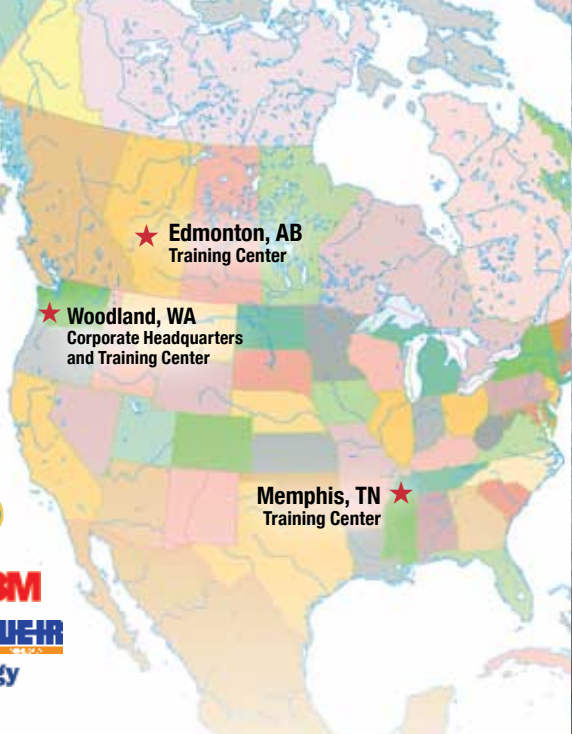 Edmonton, AB
Training Center
Woodland, WA
Corporate Headquarters
and Training Center
Memphis, TN
Training Center